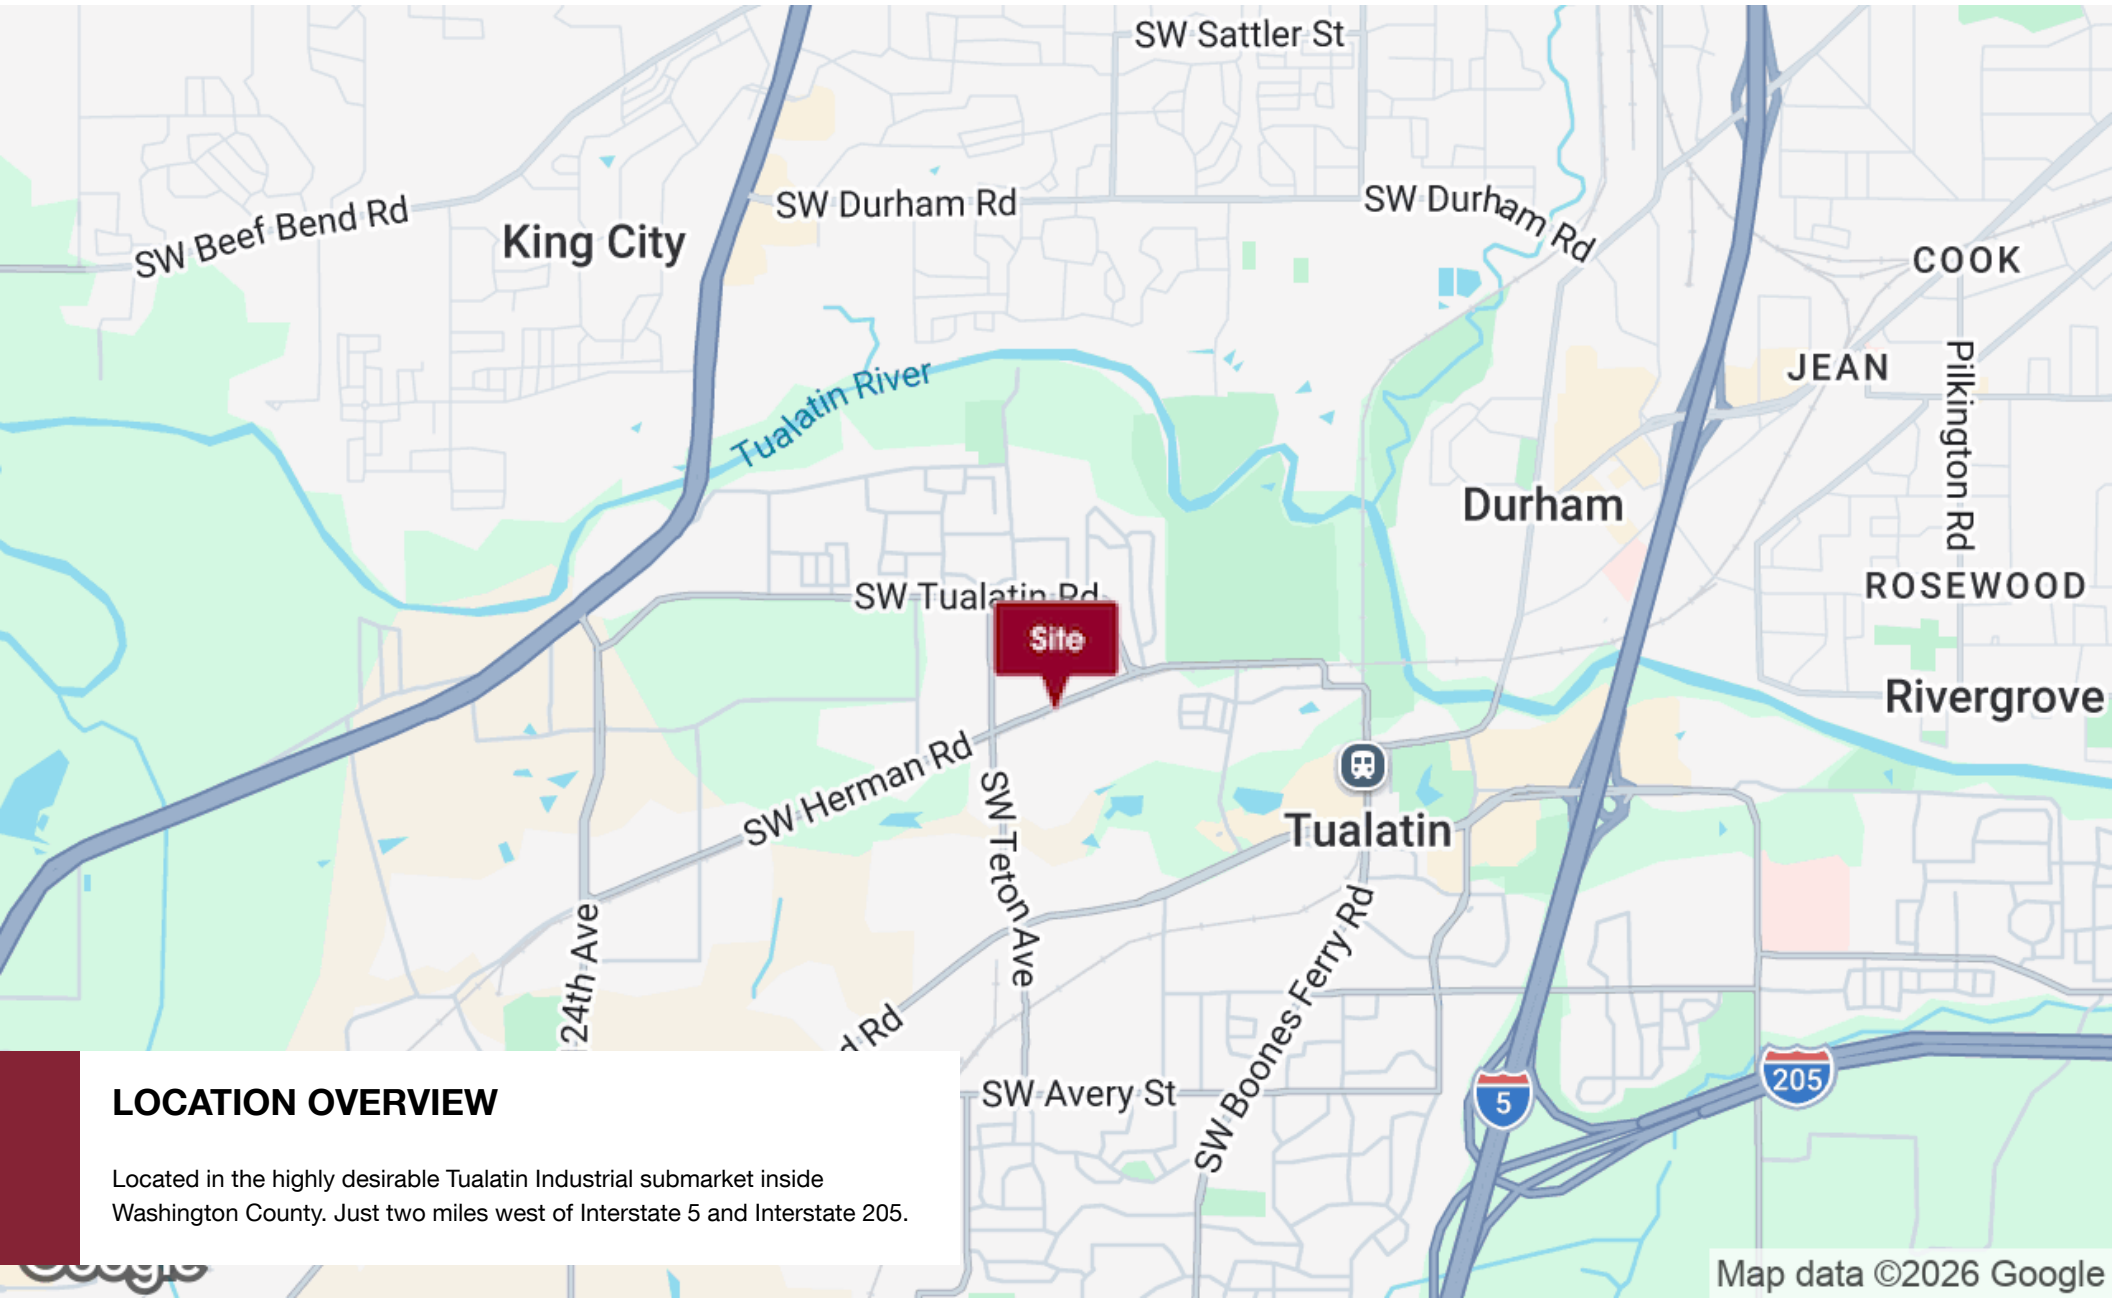 SW Sattler St
SW Beef Bend Rd
King City
SW Durham Rd
SW Durham Rd
COOK
JEAN
Pilkington Rd
Tualatin River
Durham
ROSEWOOD
SW Tualatin Rd
Site
Rivergrove
SW Herman Rd
SW Teton Ave
Tualatin
24th Ave
d Rd
SW Boones Ferry Rd
SW Avery St
5
205
LOCATION OVERVIEW
Located in the highly desirable Tualatin Industrial submarket inside
Washington County. Just two miles west of Interstate 5 and Interstate 205.
Google
Map data ©2026 Google